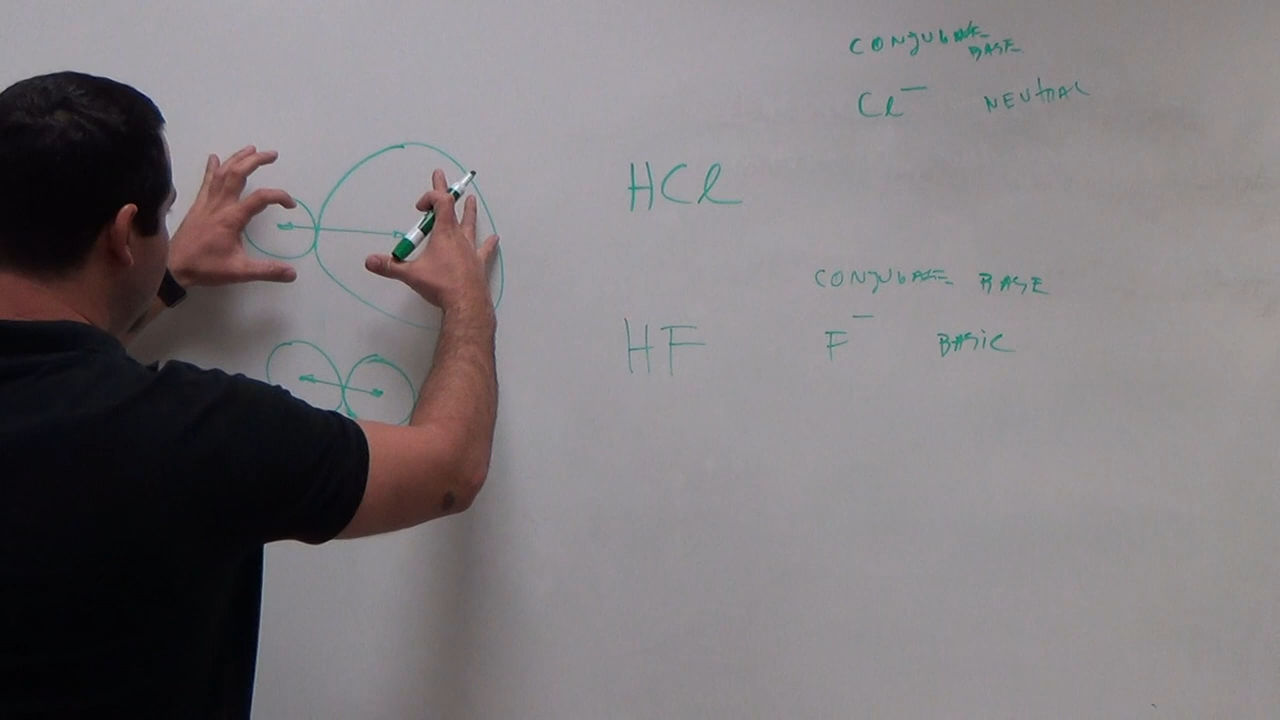 CONJUGATE
BASE
Cl⁻ NEUTRAL
HCl
CONJUGATE BASE
HF F⁻ BASIC